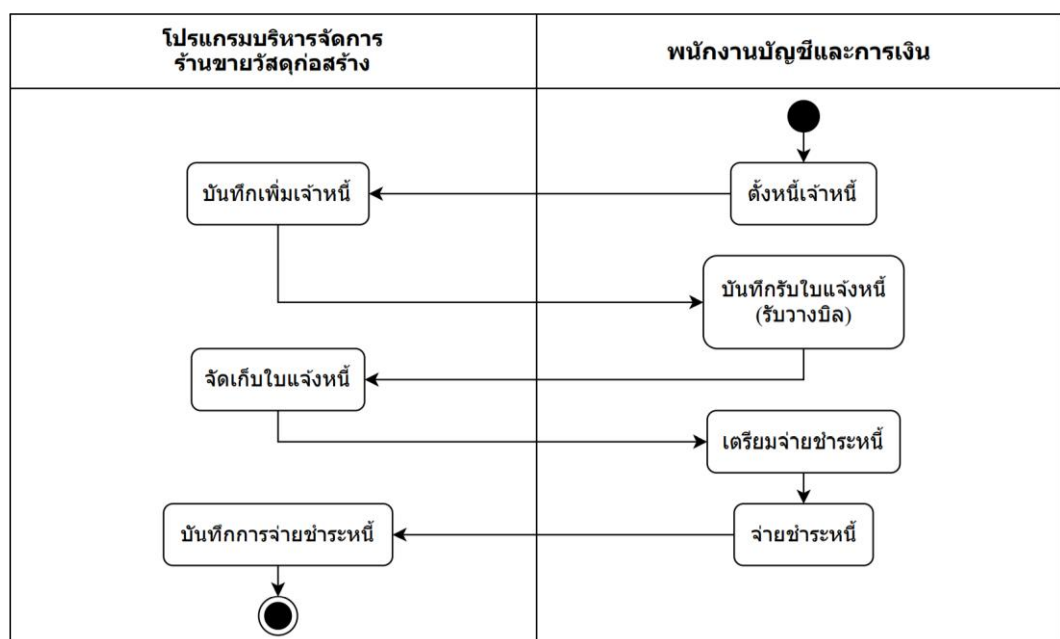 โปรแกรมบริหารจัดการ
ร้านขายวัสดุก่อสร้าง
พนักงานบัญชีและการเงิน
ตั้งหนี้เจ้าหนี้
บันทึกเพิ่มเจ้าหนี้
บันทึกรับใบแจ้งหนี้
(รับวางบิล)
จัดเก็บใบแจ้งหนี้
เตรียมจ่ายชำระหนี้
จ่ายชำระหนี้
บันทึกการจ่ายชำระหนี้